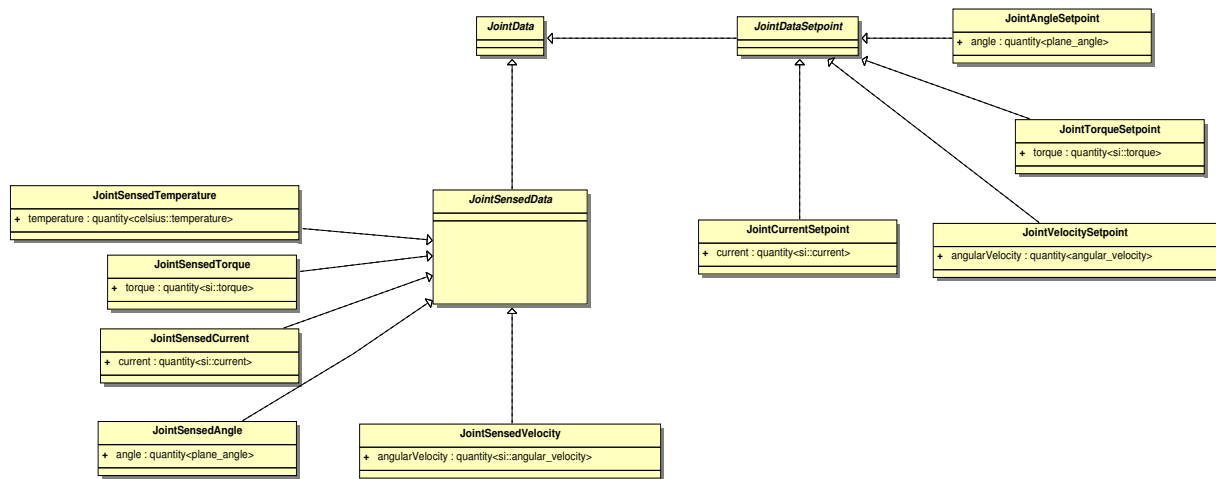 JointData
JointDataSetpoint
JointAngleSetpoint
+ angle : quantity<plane_angle>
JointTorqueSetpoint
+ torque : quantity<si::torque>
JointSensedTemperature
+ temperature : quantity<celsius::temperature>
JointSensedData
JointCurrentSetpoint
+ current : quantity<si::current>
JointVelocitySetpoint
+ angularVelocity : quantity<angular_velocity>
JointSensedTorque
+ torque : quantity<si::torque>
JointSensedCurrent
+ current : quantity<si::current>
JointSensedAngle
+ angle : quantity<plane_angle>
JointSensedVelocity
+ angularVelocity : quantity<si::angular_velocity>